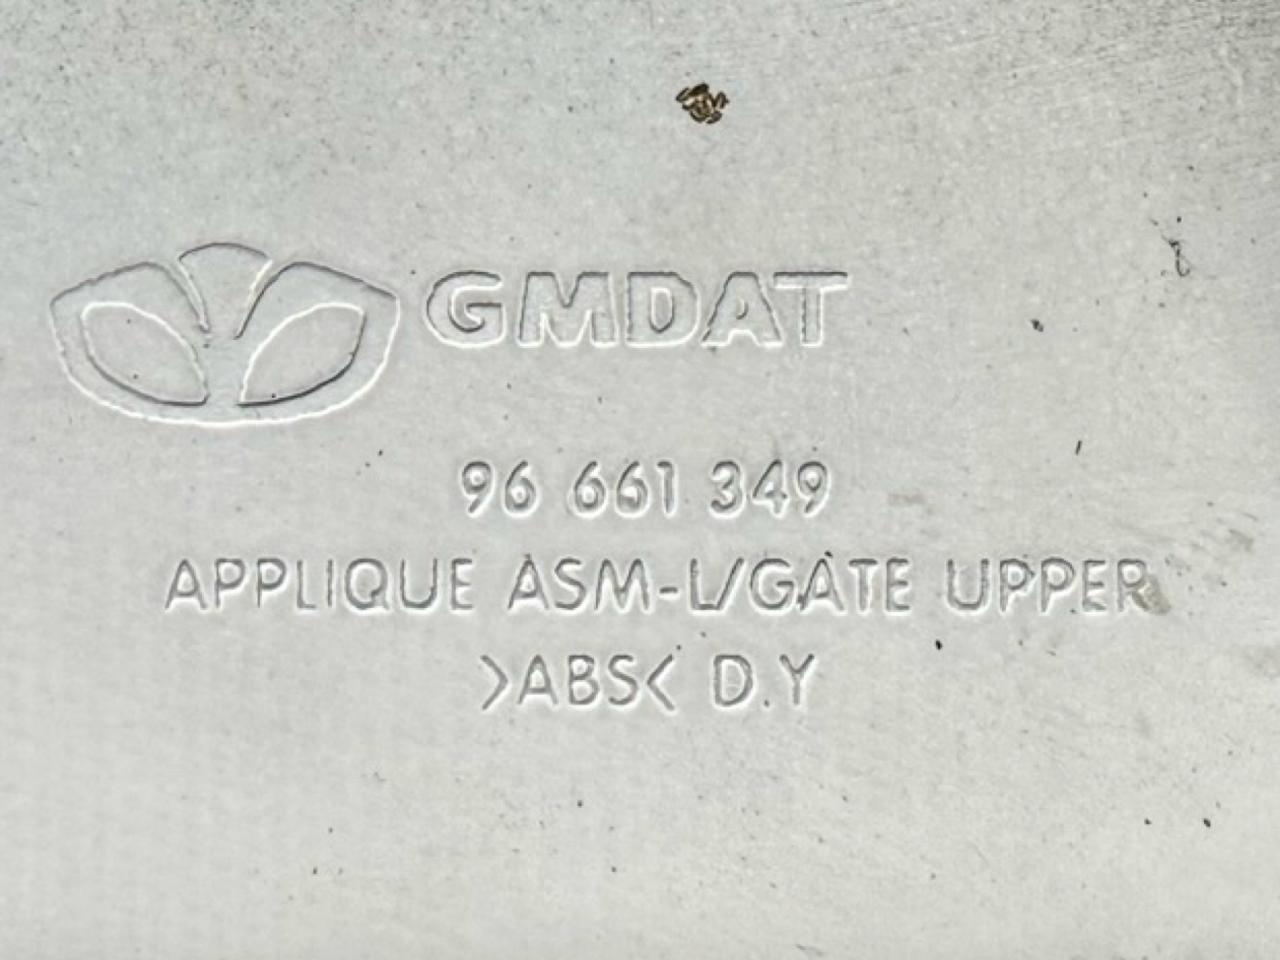 GMDAT
96 661 349
APPLIQUE ASM-L/GATE UPPER
>ABS< D.Y